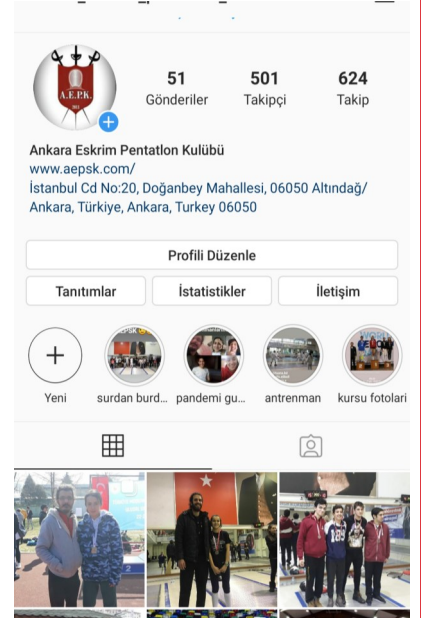 51 501 624
Gönderiler Takipçi Takip
A.E.P.K.
Ankara Eskrim Pentatlon Kulübü
www.aepsk.com/
İstanbul Cd No:20, Doğanbey Mahallesi, 06050 Altındağ/
Ankara, Türkiye, Ankara, Turkey 06050
Profili Düzenle
Tanıtımlar İstatistikler İletişim
Yeni surdan burd... pandemi gu... antrenman kursu fotolari